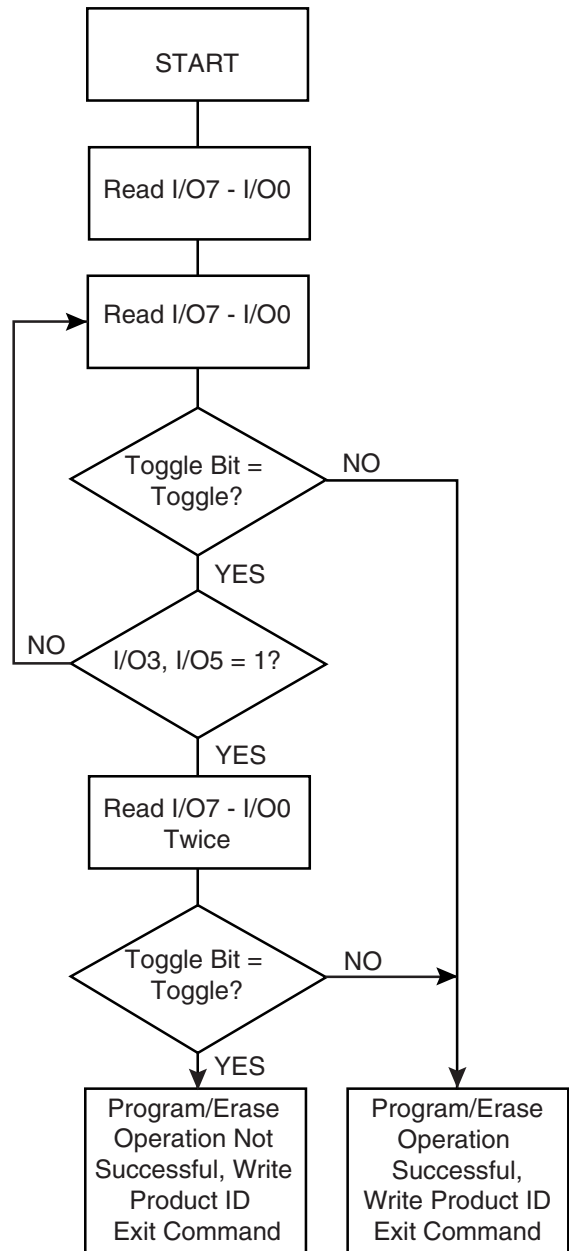 START
Read I/O7 - I/O0
Read I/O7 - I/O0
Toggle Bit =
Toggle?
NO
YES
NO
I/O3, I/O5 = 1?
YES
Read I/O7 - I/O0
Twice
Toggle Bit =
Toggle?
NO
YES
Program/Erase
Operation Not
Successful, Write
Product ID
Exit Command
Program/Erase
Operation
Successful,
Write Product ID
Exit Command